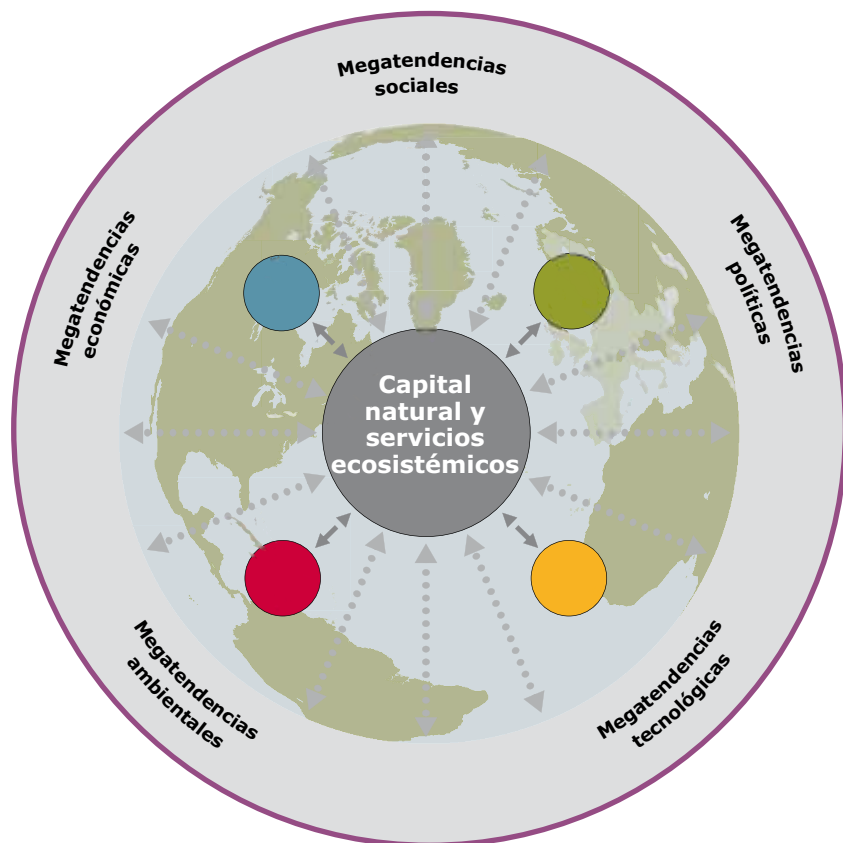 Megatendencias
sociales
Megatendencias
económicas
Megatendencias
políticas
Capital
natural y
servicios
ecosistémicos
Megatendencias
ambientales
Megatendencias
tecnológicas